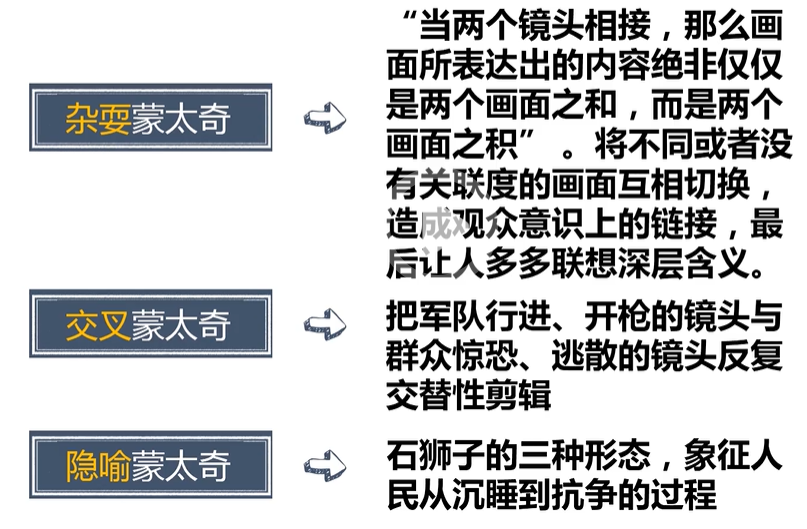 杂耍蒙太奇
“当两个镜头相接，那么画
面所表达出的内容绝非仅仅
是两个画面之和，而是两个
画面之积” 。将不同或者没
有关联度的画面互相切换，
造成观众意识上的链接，最
后让人多多联想深层含义。
交叉蒙太奇
把军队行进、开枪的镜头与
群众惊恐、逃散的镜头反复
交替性剪辑
隐喻蒙太奇
石狮子的三种形态，象征人
民从沉睡到抗争的过程